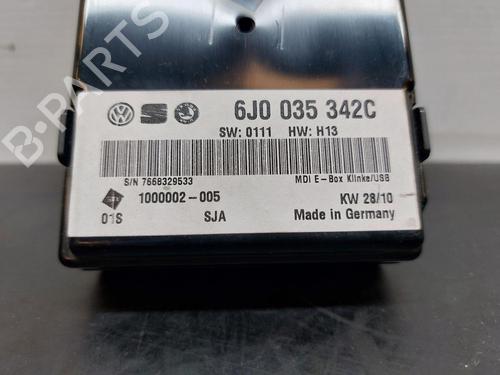 6J0 035 342C
SW: 0111 HW: H13
S/N 7668329533 MDI E-Box Klinke/USB
1000002-005 KW 28/10
01S SJA Made in Germany
B-PARTS